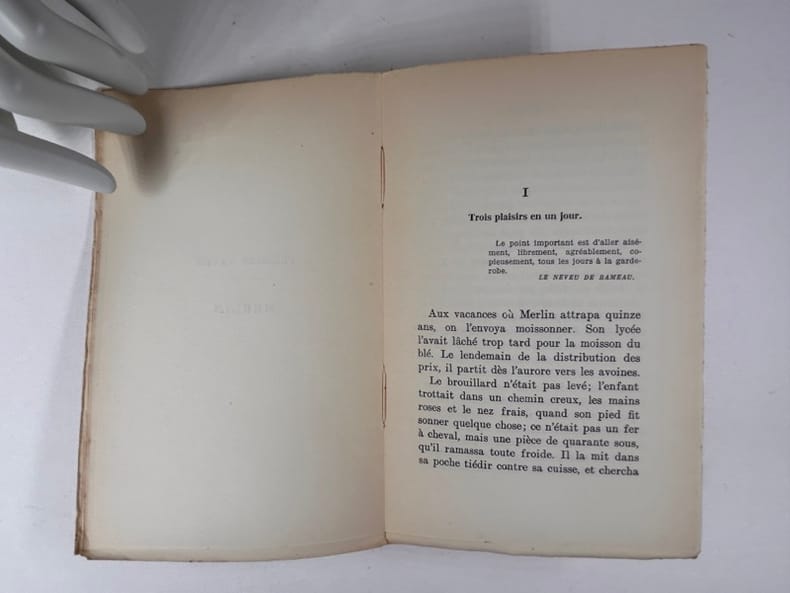 I
Trois plaisirs en un jour.
Le point important est d'aller aisé-
ment, librement, agréablement, co-
pieusement, tous les jours à la garde-
robe.
LE NEVEU DE RAMEAU.
Aux vacances où Merlin attrapa quinze
ans, on l'envoya moissonner. Son lycée
l'avait lâché trop tard pour la moisson du
blé. Le lendemain de la distribution des
prix, il partit dès l'aurore vers les avoines.
Le brouillard n'était pas levé; l'enfant
trottait dans un chemin creux, les mains
roses et le nez frais, quand son pied fit
sonner quelque chose; ce n'était pas un fer
à cheval, mais une pièce de quarante sous,
qu'il ramassa toute froide. Il la mit dans
sa poche tiédir contre sa cuisse, et chercha